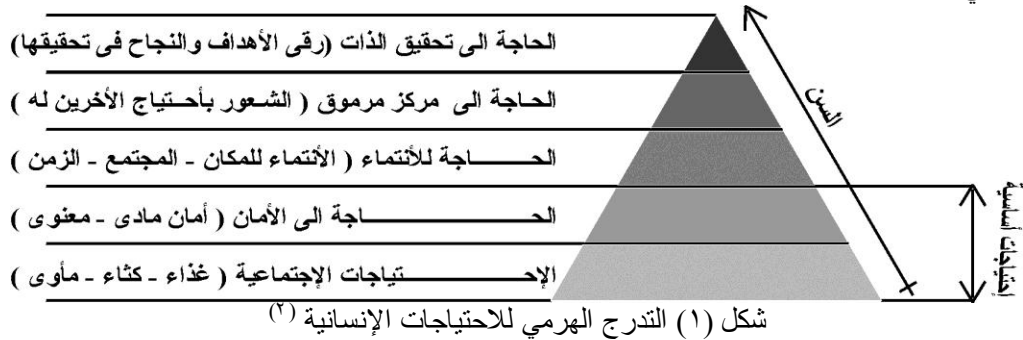 الحاجة الى تحقيق الذات (رقى الأهداف والنجاح فى تحقيقها)
الحاجة الى مركز مرموق ( الشعور بأحتياج الأخرين له )
الحاجة للأنتماء ( الأنتماء للمكان - المجتمع - الزمن )
الحاجة الى الأمان ( أمان مادى - معنوى )
الإحتياجات الإجتماعية ( غذاء - كثاء - مأوى )
السن
إحتياجات أساسية
شكل (١) التدرج الهرمي للاحتياجات الإنسانية (٢)